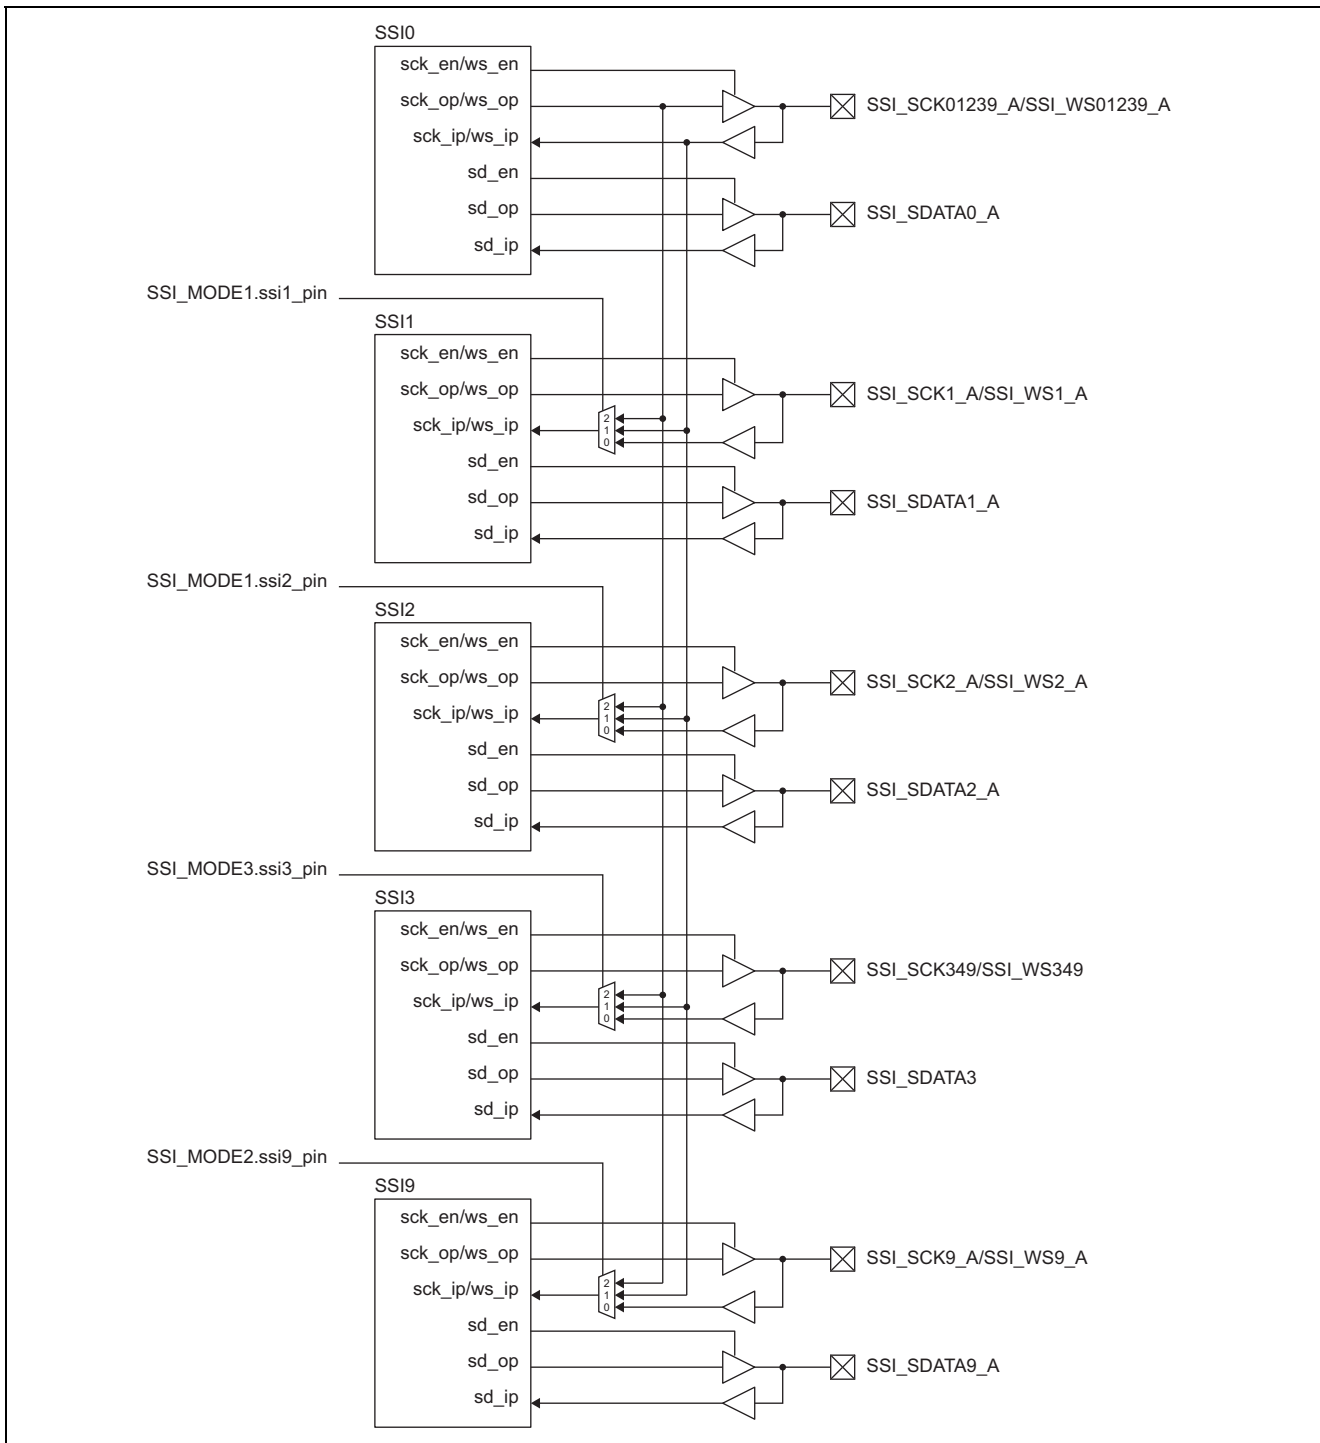 SSI0
sck_en/ws_en
sck_op/ws_op
SSI_SCK01239_A/SSI_WS01239_A
sck_ip/ws_ip
sd_en
sd_op
SSI_SDATA0_A
sd_ip
SSI_MODE1.ssi1_pin
SSI1
sck_en/ws_en
sck_op/ws_op
SSI_SCK1_A/SSI_WS1_A
sck_ip/ws_ip
2
1
0
sd_en
sd_op
SSI_SDATA1_A
sd_ip
SSI_MODE1.ssi2_pin
SSI2
sck_en/ws_en
sck_op/ws_op
SSI_SCK2_A/SSI_WS2_A
sck_ip/ws_ip
2
1
0
sd_en
sd_op
SSI_SDATA2_A
sd_ip
SSI_MODE3.ssi3_pin
SSI3
sck_en/ws_en
sck_op/ws_op
SSI_SCK349/SSI_WS349
sck_ip/ws_ip
2
1
0
sd_en
sd_op
SSI_SDATA3
sd_ip
SSI_MODE2.ssi9_pin
SSI9
sck_en/ws_en
sck_op/ws_op
SSI_SCK9_A/SSI_WS9_A
sck_ip/ws_ip
2
1
0
sd_en
sd_op
SSI_SDATA9_A
sd_ip